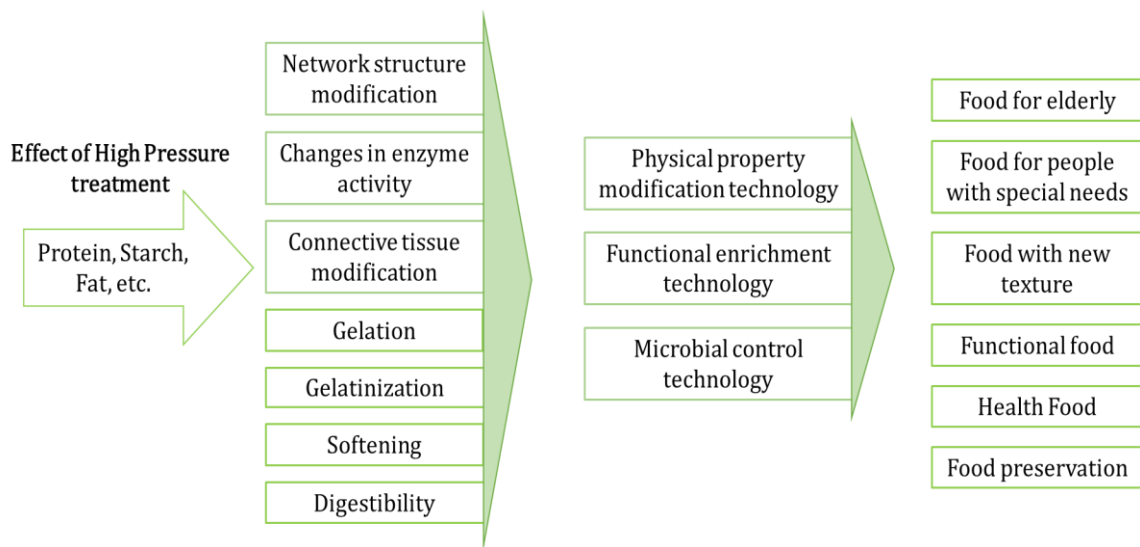 Effect of High Pressure
treatment
Protein, Starch,
Fat, etc.
Network structure
modification
Changes in enzyme
activity
Connective tissue
modification
Gelation
Gelatinization
Softening
Digestibility
Physical property
modification technology
Functional enrichment
technology
Microbial control
technology
Food for elderly
Food for people
with special needs
Food with new
texture
Functional food
Health Food
Food preservation